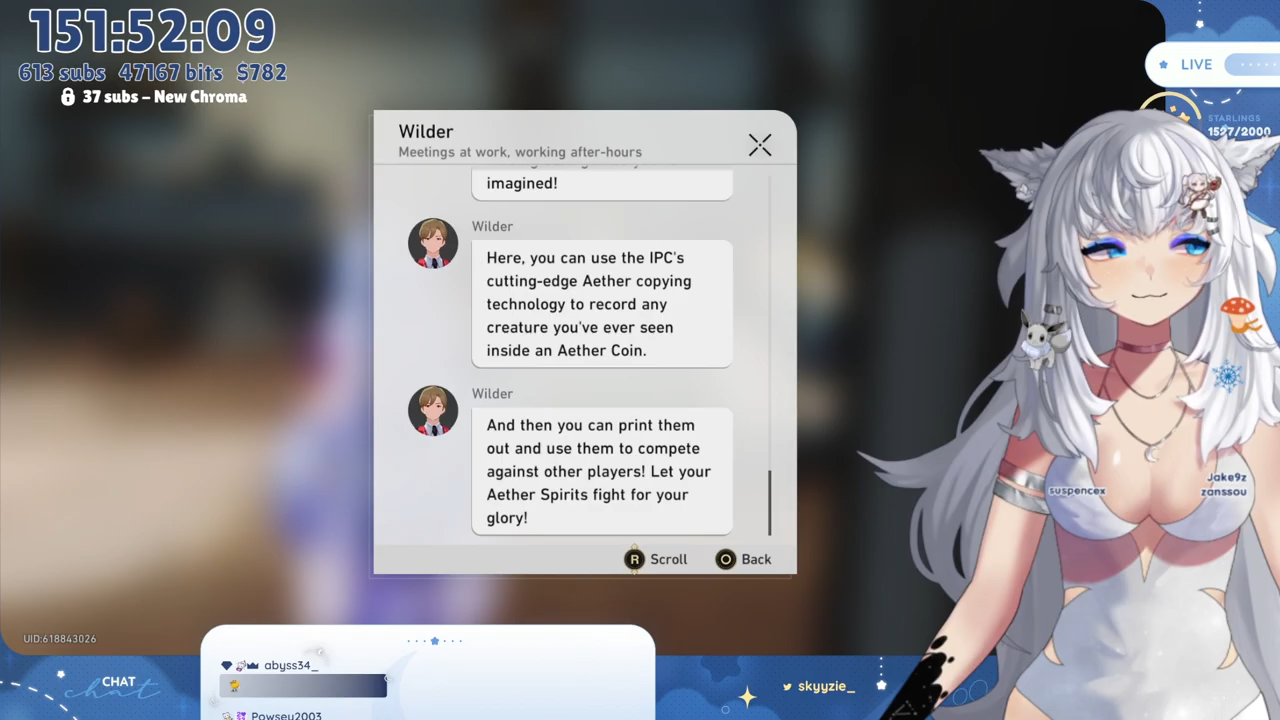 151:52:09
613 subs 47167 bits $782
37 subs – New Chroma
LIVE
STARLINGS
1527/2000
Wilder
Meetings at work, working after-hours
imagined!
Wilder
Here, you can use the IPC's
cutting-edge Aether copying
technology to record any
creature you've ever seen
inside an Aether Coin.
Wilder
And then you can print them
out and use them to compete
against other players! Let your
Aether Spirits fight for your
glory!
R Scroll
Back
suspencex
Jake9z
zanssou
UID:618843026
CHAT
chat
abyss34_
Powsey2003
skyyzie_